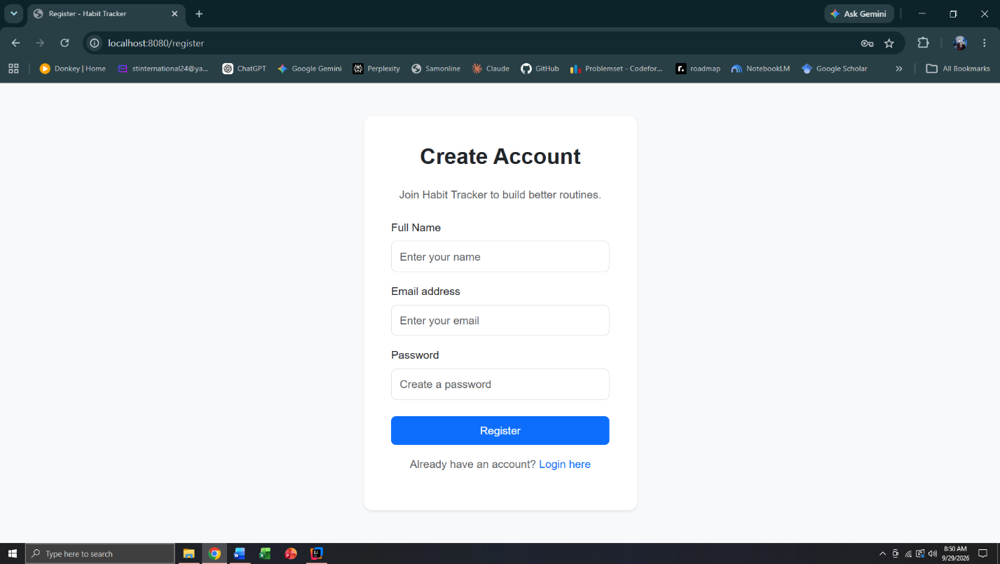 Register - Habit Tracker
Ask Gemini
localhost:8080/register
Donkey | Home
stinternational24@ya...
ChatGPT
Google Gemini
Perplexity
Samonline
Claude
GitHub
Problemset - Codefor...
roadmap
NotebookLM
Google Scholar
All Bookmarks
Create Account
Join Habit Tracker to build better routines.
Full Name
Enter your name
Email address
Enter your email
Password
Create a password
Register
Already have an account? Login here
Type here to search
8:50 AM
9/29/2026